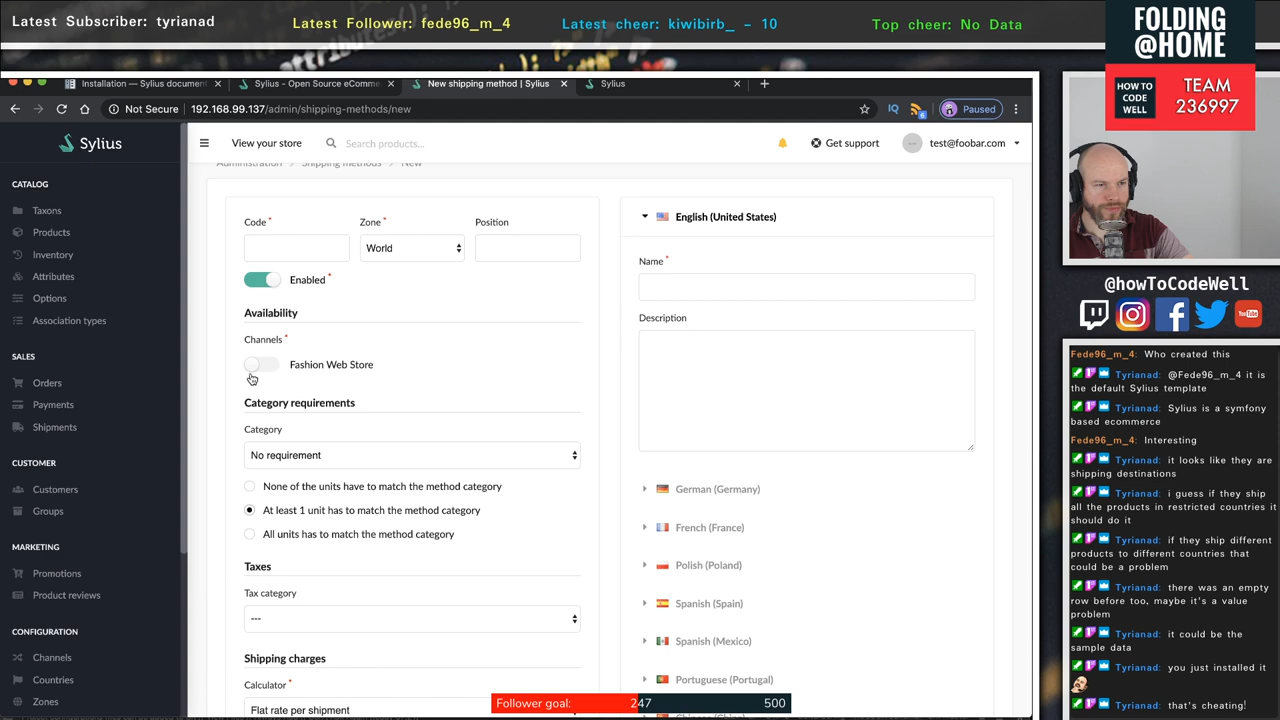 Latest Subscriber: tyrianad
Latest Follower: fede96_m_4
Latest cheer: kiwibirb_ - 10
Top cheer: No Data
FOLDING
@HOME
HOW TO
CODE
WELL
TEAM
236997
Installation — Sylius documen
Sylius - Open Source eComme
New shipping method | Sylius
Sylius
Not Secure
192.168.99.137/admin/shipping-methods/new
IQ
6
Paused
Sylius
View your store
Search products...
Get support
test@foobar.com
Administration
Shipping methods
New
CATALOG
Taxons
Products
Inventory
Attributes
Options
Association types
SALES
Orders
Payments
Shipments
CUSTOMER
Customers
Groups
MARKETING
Promotions
Product reviews
CONFIGURATION
Channels
Countries
Zones
Code *
Zone *
Position
World
Enabled *
Availability
Channels *
Fashion Web Store
Category requirements
Category
No requirement
None of the units have to match the method category
At least 1 unit has to match the method category
All units has to match the method category
Taxes
Tax category
---
Shipping charges
Calculator *
Flat rate per shipment
English (United States)
Name *
Description
German (Germany)
French (France)
Polish (Poland)
Spanish (Spain)
Spanish (Mexico)
Portuguese (Portugal)
Follower goal:
247
500
@howToCodeWell
You Tube
Fede96_m_4: Who created this
Tyrianad: @Fede96_m_4 it is
the default Sylius template
Tyrianad: Sylius is a symfony
based ecommerce
Fede96_m_4: Interesting
Tyrianad: it looks like they are
shipping destinations
Tyrianad: i guess if they ship
all the products in restricted countries it
should do it
Tyrianad: if they ship different
products to different countries that
could be a problem
Tyrianad: there was an empty
row before too, maybe it's a value
problem
Tyrianad: it could be the
sample data
Tyrianad: you just installed it
Tyrianad: that's cheating!